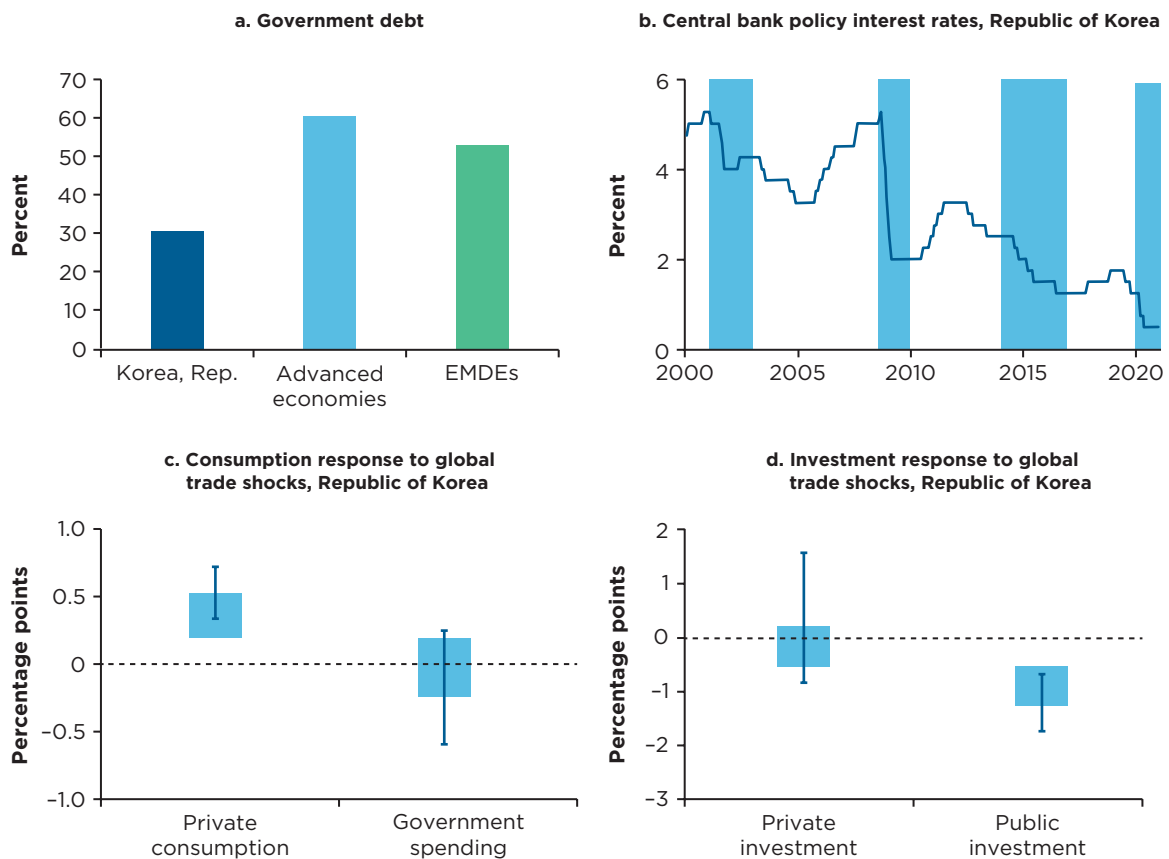 a. Government debt
Percent
70
60
50
40
30
20
10
0
Korea, Rep.
Advanced
economies
EMDEs
b. Central bank policy interest rates, Republic of Korea
Percent
6
4
2
0
2000
2005
2010
2015
2020
c. Consumption response to global
trade shocks, Republic of Korea
Percentage points
1.0
0.5
0
–0.5
–1.0
Private
consumption
Government
spending
d. Investment response to global
trade shocks, Republic of Korea
Percentage points
2
1
0
–1
–2
–3
Private
investment
Public
investment